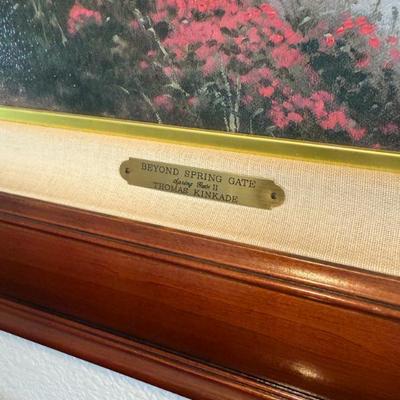 BEYOND SPRING GATE
Spring Gate II
THOMAS KINKADE